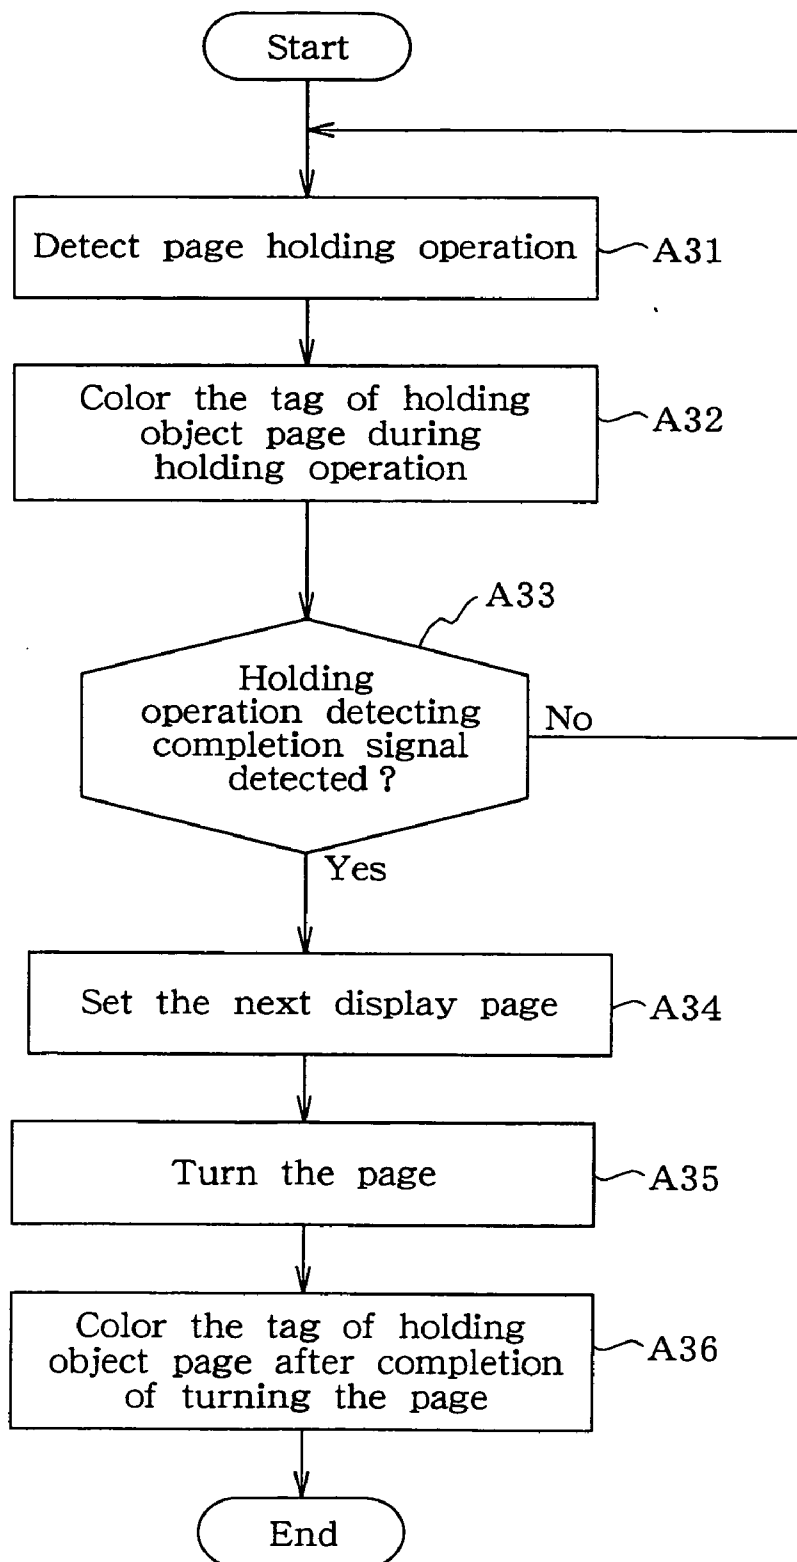 Start
Detect page holding operation
A31
Color the tag of holding
object page during
holding operation
A32
A33
Holding
operation detecting
completion signal
detected ?
No
Yes
Set the next display page
A34
Turn the page
A35
Color the tag of holding
object page after completion
of turning the page
A36
End